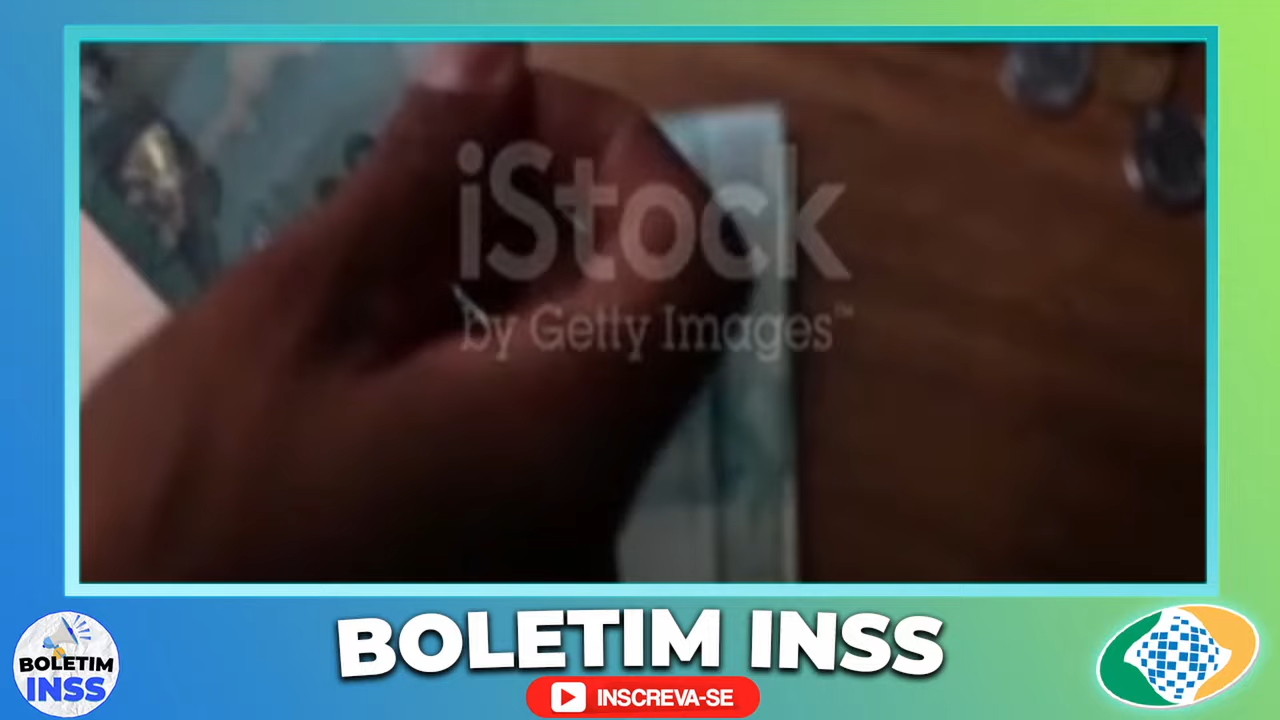 iStock
by Getty Images™
BOLETIM INSS
INSCREVA-SE
BOLETIM
INSS